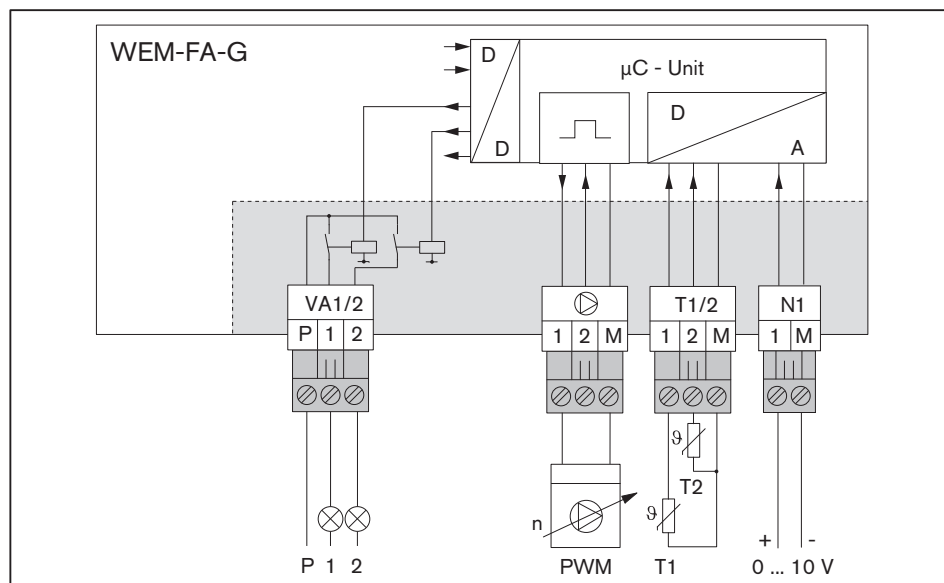 WEM-FA-G
D
µC - Unit
D
D
A
VA1/2
T1/2
N1
P 1 2
1 2 M
1 2 M
1 M
ϑ
T2
ϑ
n
+ -
P 1 2
PWM
T1
0 ... 10 V